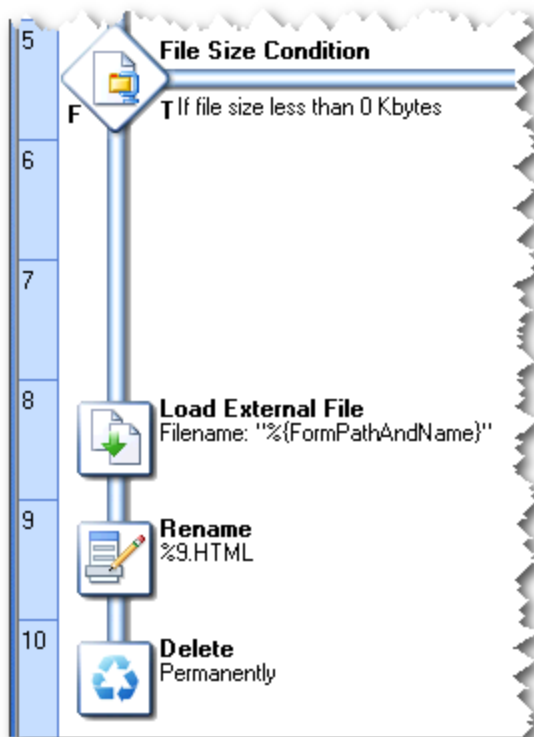 5
File Size Condition
F
T If file size less than 0 Kbytes
6
7
8
Load External File
Filename: "%{FormPathAndName}"
9
Rename
%9.HTML
10
Delete
Permanently